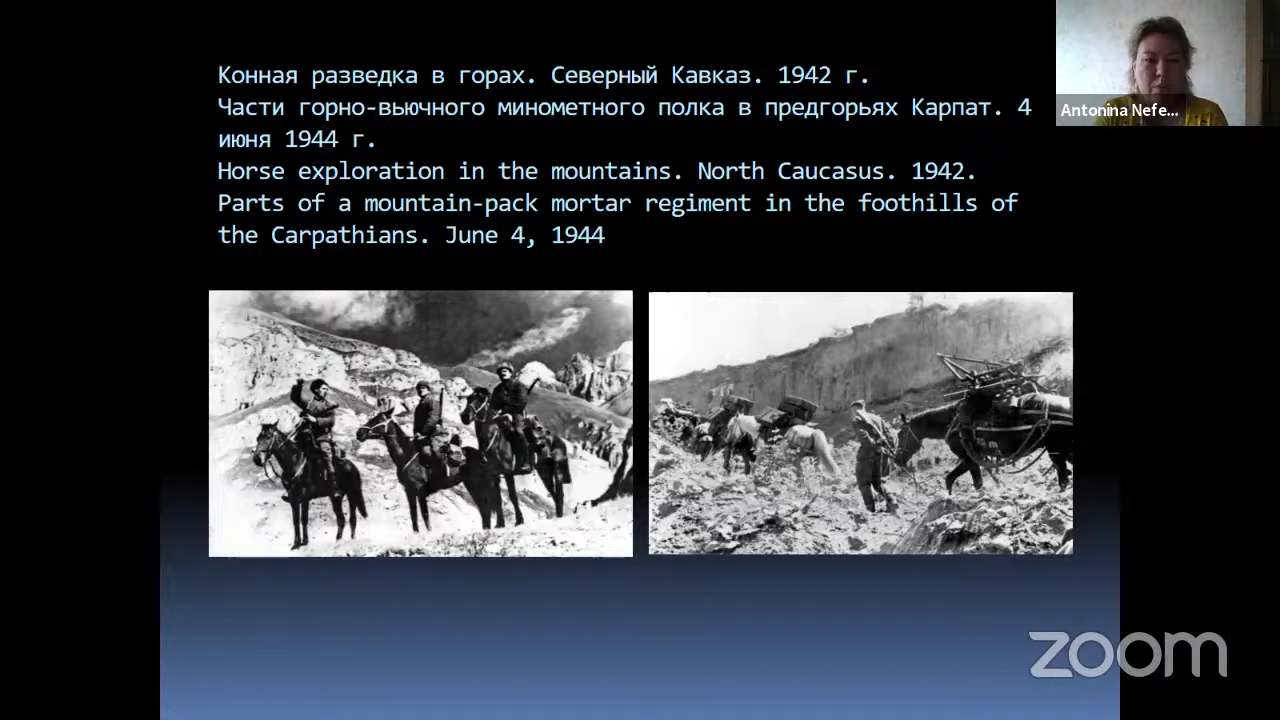 Конная разведка в горах. Северный Кавказ. 1942 г.
Части горно-вьючного минометного полка в предгорьях Карпат. 4
июня 1944 г.
Horse exploration in the mountains. North Caucasus. 1942.
Parts of a mountain-pack mortar regiment in the foothills of
the Carpathians. June 4, 1944
Antonina Nefe...
zoom